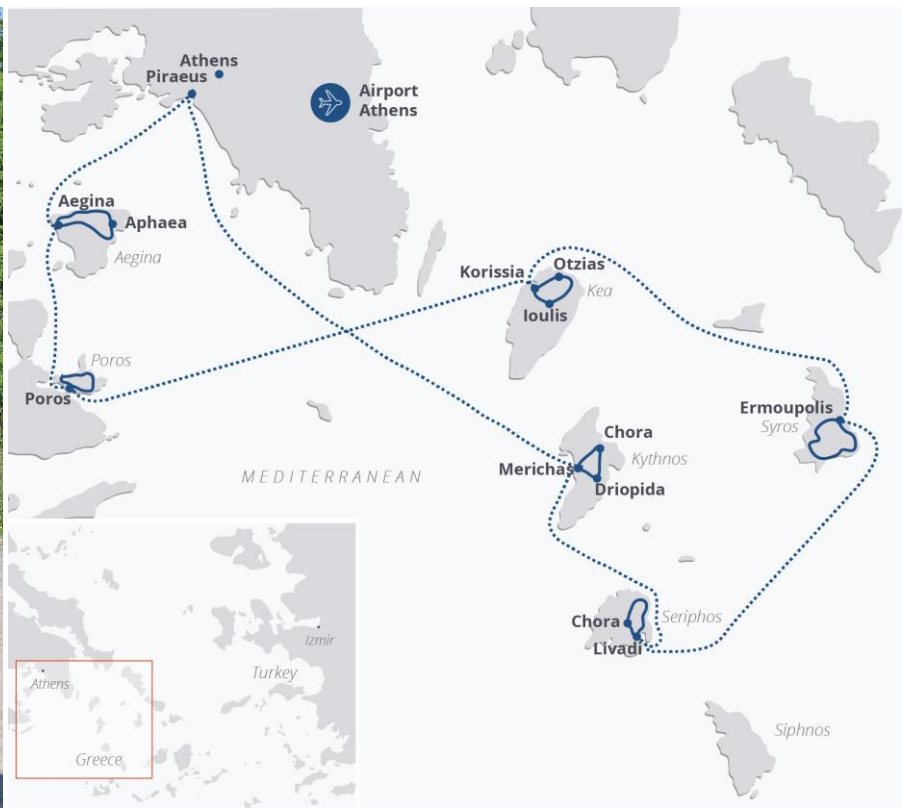 Athens
Piraeus
Airport
Athens
Aegina
Aphaea
Aegina
Otzias
Korissia
Kea
Ioulis
Poros
Poros
Ermoupolis
Syros
Chora
Kythnos
MEDITERRANEAN
Merichas
Driopida
Chora
Seriphos
Livadi
Izmir
Turkey
Athens
Greece
Siphnos